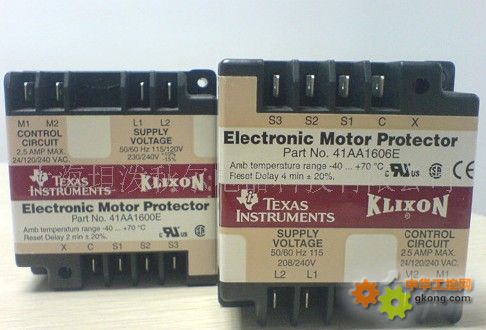 M1 M2 L1 L2
CONTROL CIRCUIT
2.5 AMP MAX.
24/120/240 VAC.
SUPPLY VOLTAGE
50/60 HZ 115/120V
230/240V
TEXAS INSTRUMENTS
KLIXON
Electronic Motor Protector
Part No. 41AA1600E
Amb temperature range -40 ... +70 °C
Reset Delay 2 min ± 20%.
X C S1 S2 S3
S3 S2 S1 C X
Electronic Motor Protector
Part No. 41AA1606E
Amb temperature range -40 ... +70 °C
Reset Delay 4 min ± 20%.
TEXAS INSTRUMENTS
KLIXON®
SUPPLY VOLTAGE
50/60 HZ 115
208/240V
L2 L1
CONTROL CIRCUIT
2.5 AMP MAX.
24/120/240 VAC.
M2 M1
中华工控网
gkong.com